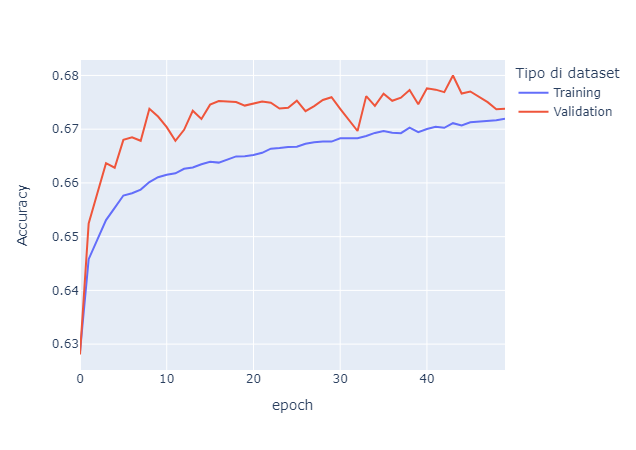 Tipo di dataset
Training
Validation
0.68
0.67
0.66
0.65
0.64
0.63
Accuracy
0 10 20 30 40
epoch